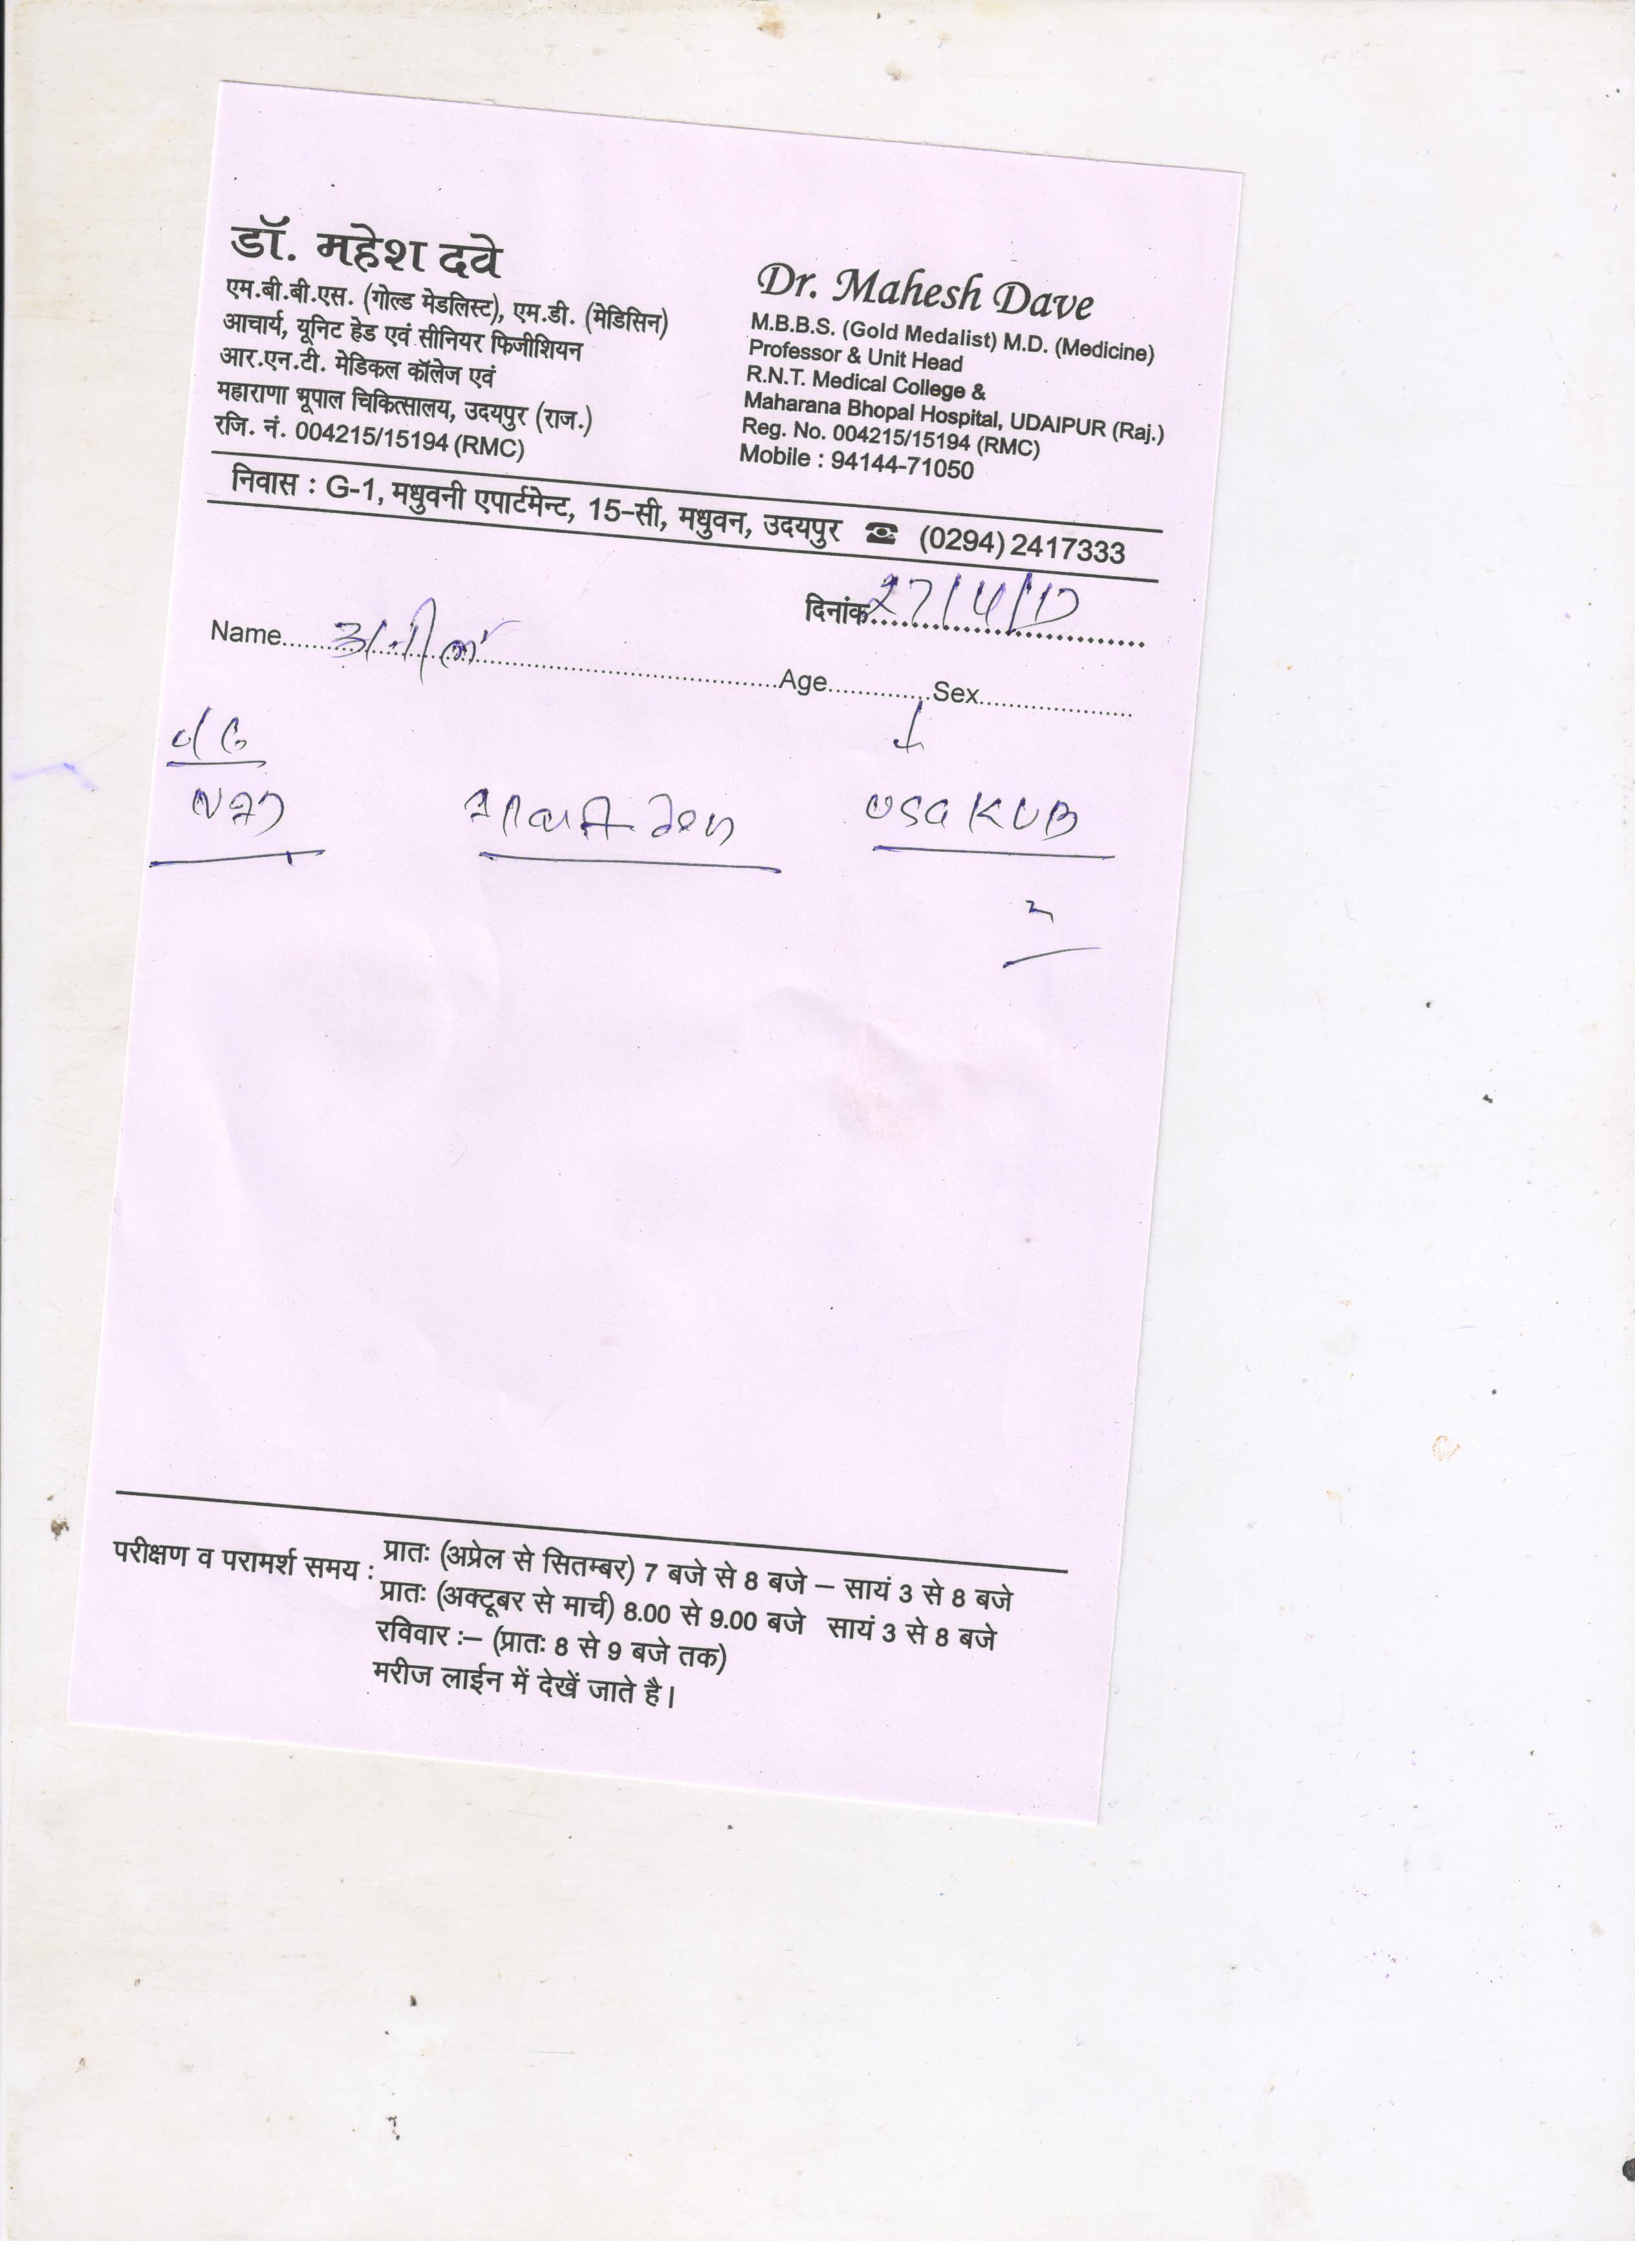 डॉ. महेश दवे
एम.बी.बी.एस. (गोल्ड मेडलिस्ट), एम.डी. (मेडिसिन)
आचार्य, यूनिट हेड एवं सीनियर फिजीशियन
आर.एन.टी. मेडिकल कॉलेज एवं
महाराणा भूपाल चिकित्सालय, उदयपुर (राज.)
रजि. नं. 004215/15194 (RMC)
Dr. Mahesh Dave
M.B.B.S. (Gold Medalist) M.D. (Medicine)
Professor & Unit Head
R.N.T. Medical College &
Maharana Bhopal Hospital, UDAIPUR (Raj.)
Reg. No. 004215/15194 (RMC)
Mobile : 94144-71050
निवास : G-1, मधुवनी एपार्टमेन्ट, 15-सी, मधुवन, उदयपुर ☎ (0294) 2417333
दिनांक 27/4/17
Name Age Sex
USG KUB
परीक्षण व परामर्श समय : प्रातः (अप्रेल से सितम्बर) 7 बजे से 8 बजे – सायं 3 से 8 बजे
प्रातः (अक्टूबर से मार्च) 8.00 से 9.00 बजे सायं 3 से 8 बजे
रविवार :– (प्रातः 8 से 9 बजे तक)
मरीज लाईन में देखें जाते है।